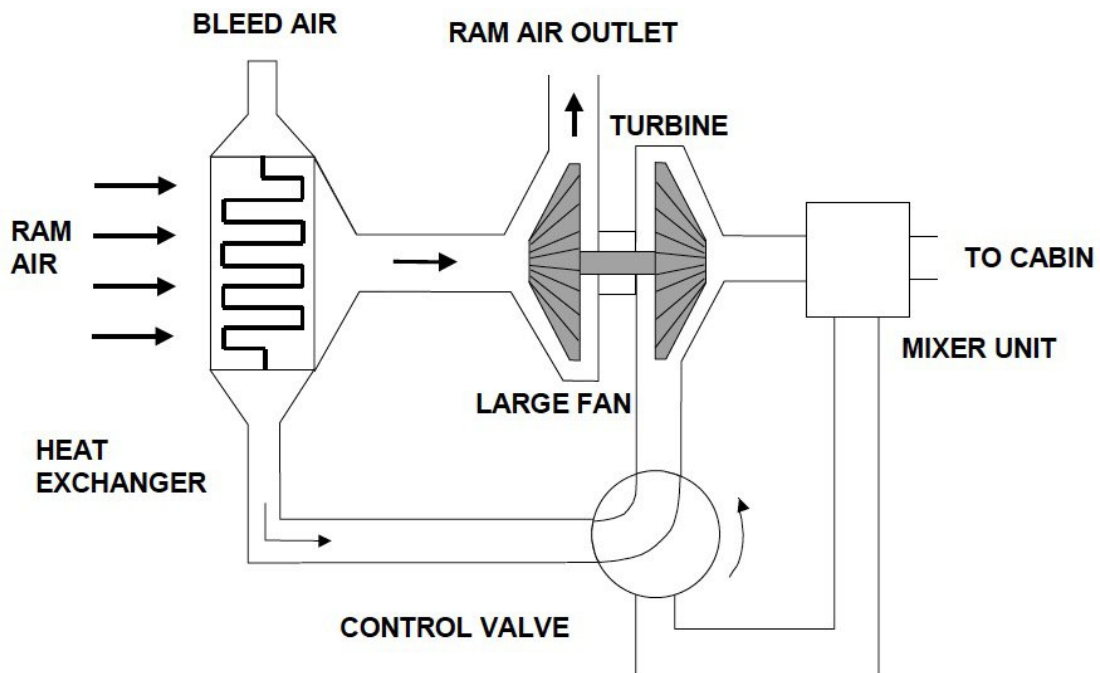 BLEED AIR
RAM AIR OUTLET
TURBINE
RAM
AIR
TO CABIN
MIXER UNIT
LARGE FAN
HEAT
EXCHANGER
CONTROL VALVE